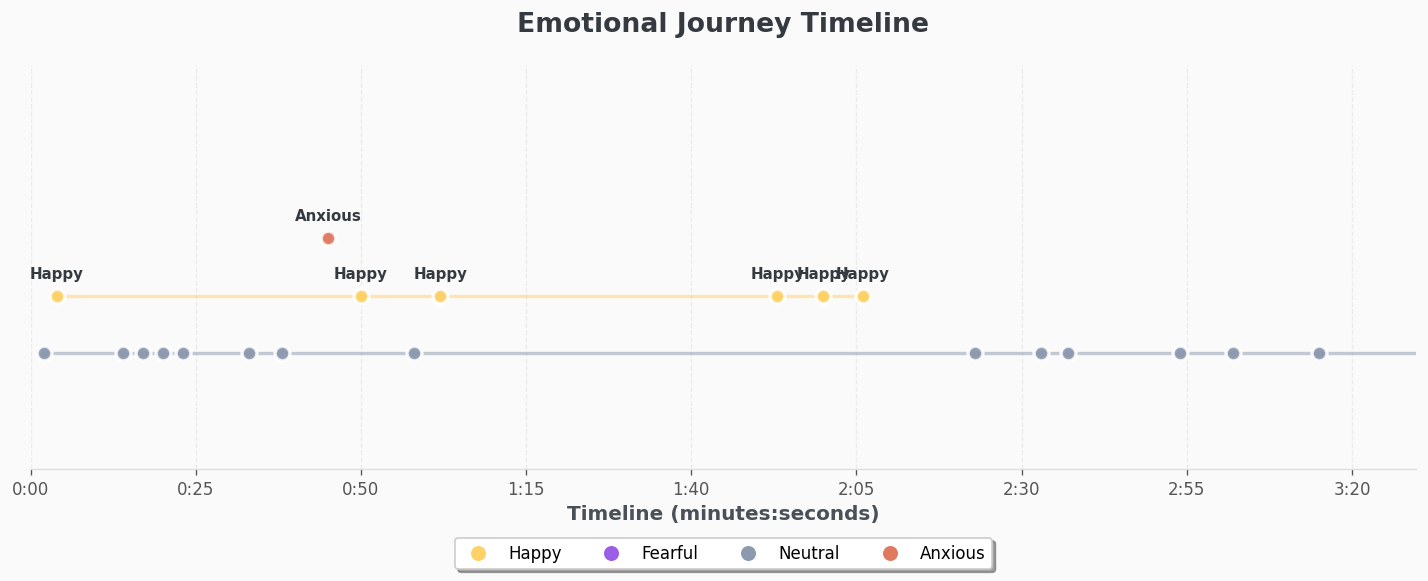 Emotional Journey Timeline
Anxious
Happy Happy Happy Happy Happy Happy
0:00 0:25 0:50 1:15 1:40 2:05 2:30 2:55 3:20
Timeline (minutes:seconds)
Happy Fearful Neutral Anxious